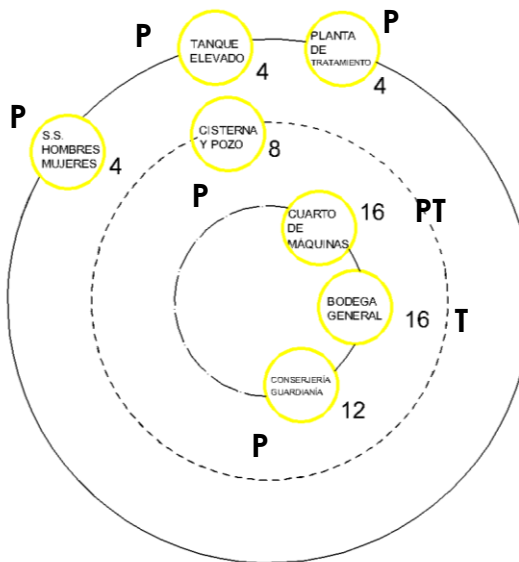 P
P
TANQUE
ELEVADO
4
PLANTA
DE
TRATAMIENTO
4
P
S.S.
HOMBRES
MUJERES
4
CISTERNA
Y POZO
8
P
CUARTO
DE
MÁQUINAS
16
PT
BODEGA
GENERAL
16
T
CONSERJERÍA
GUARDIANÍA
12
P